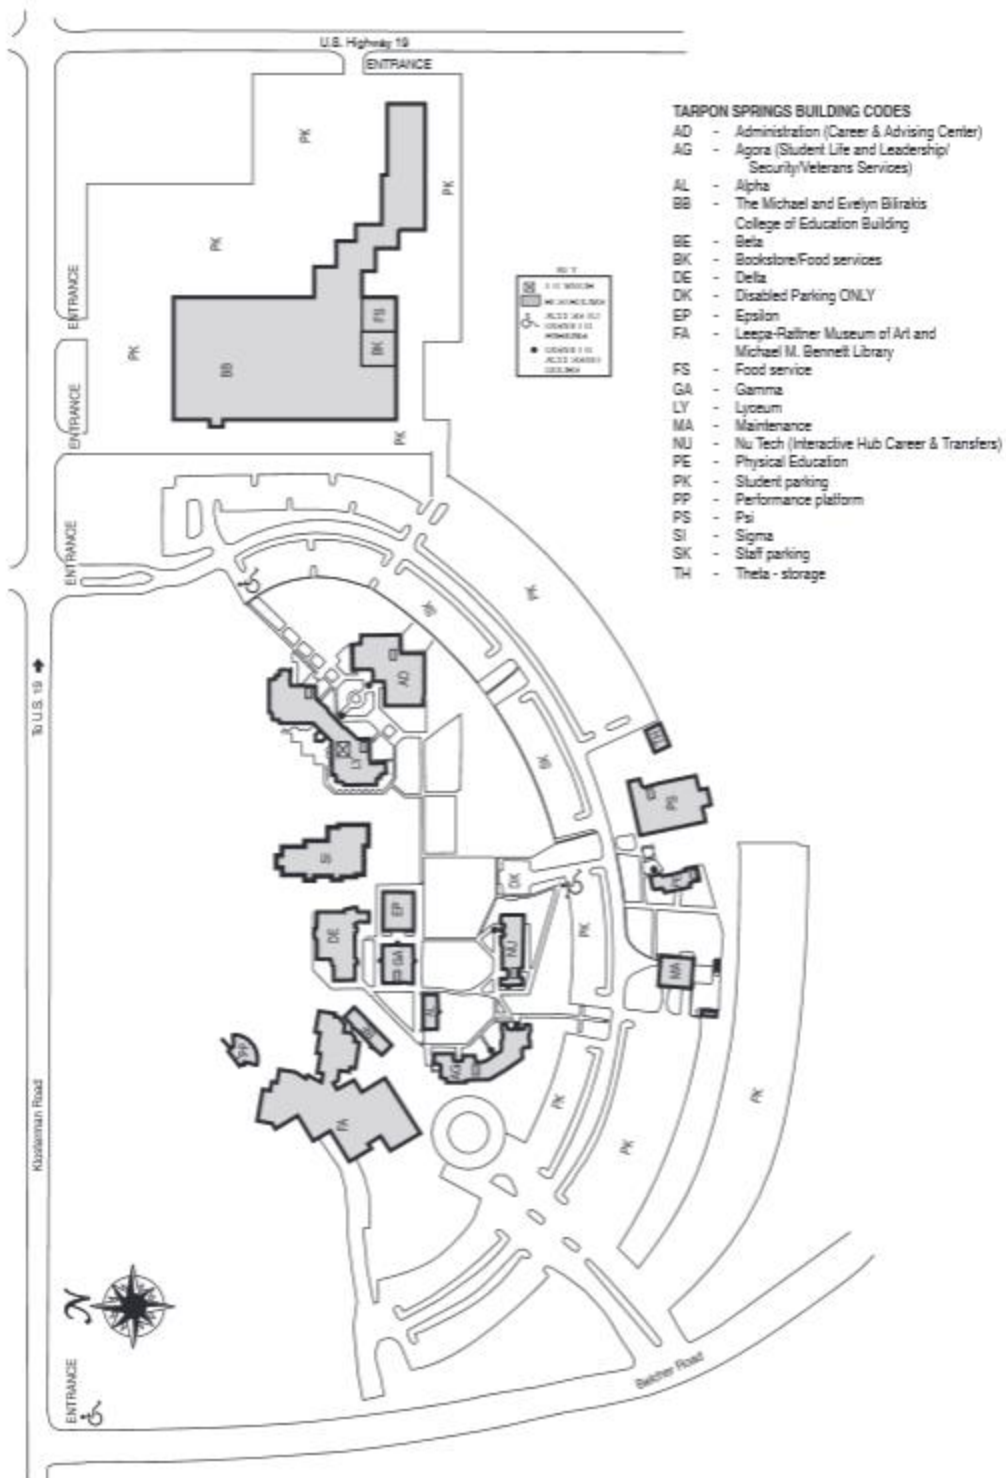 U.S. Highway 19
ENTRANCE
TARPON SPRINGS BUILDING CODES
AD - Administration (Career & Advising Center)
AG - Agora (Student Life and Leadership/
Security/Veterans Services)
AL - Alpha
BB - The Michael and Evelyn Bilirakis
College of Education Building
BE - Beta
BK - Bookstore/Food services
DE - Delta
DK - Disabled Parking ONLY
EP - Epsilon
FA - Leepa-Rattner Museum of Art and
Michael M. Bennett Library
FS - Food service
GA - Gamma
LY - Lyceum
MA - Maintenance
NU - Nu Tech (Interactive Hub Career & Transfers)
PE - Physical Education
PK - Student parking
PP - Performance platform
PS - Psi
SI - Sigma
SK - Staff parking
TH - Theta - storage
PK
PK
PK
ENTRANCE
PK
FS
BK
BB
ENTRANCE
PK
ENTRANCE
PK
SK
AD
To U.S. 19
LY
SK
TH
PS
SI
DK
EP
PK
DE
NU
GA
MA
AL
PP
AG
FA
PK
PK
PK
Klosterman Road
N
ENTRANCE
Belcher Road